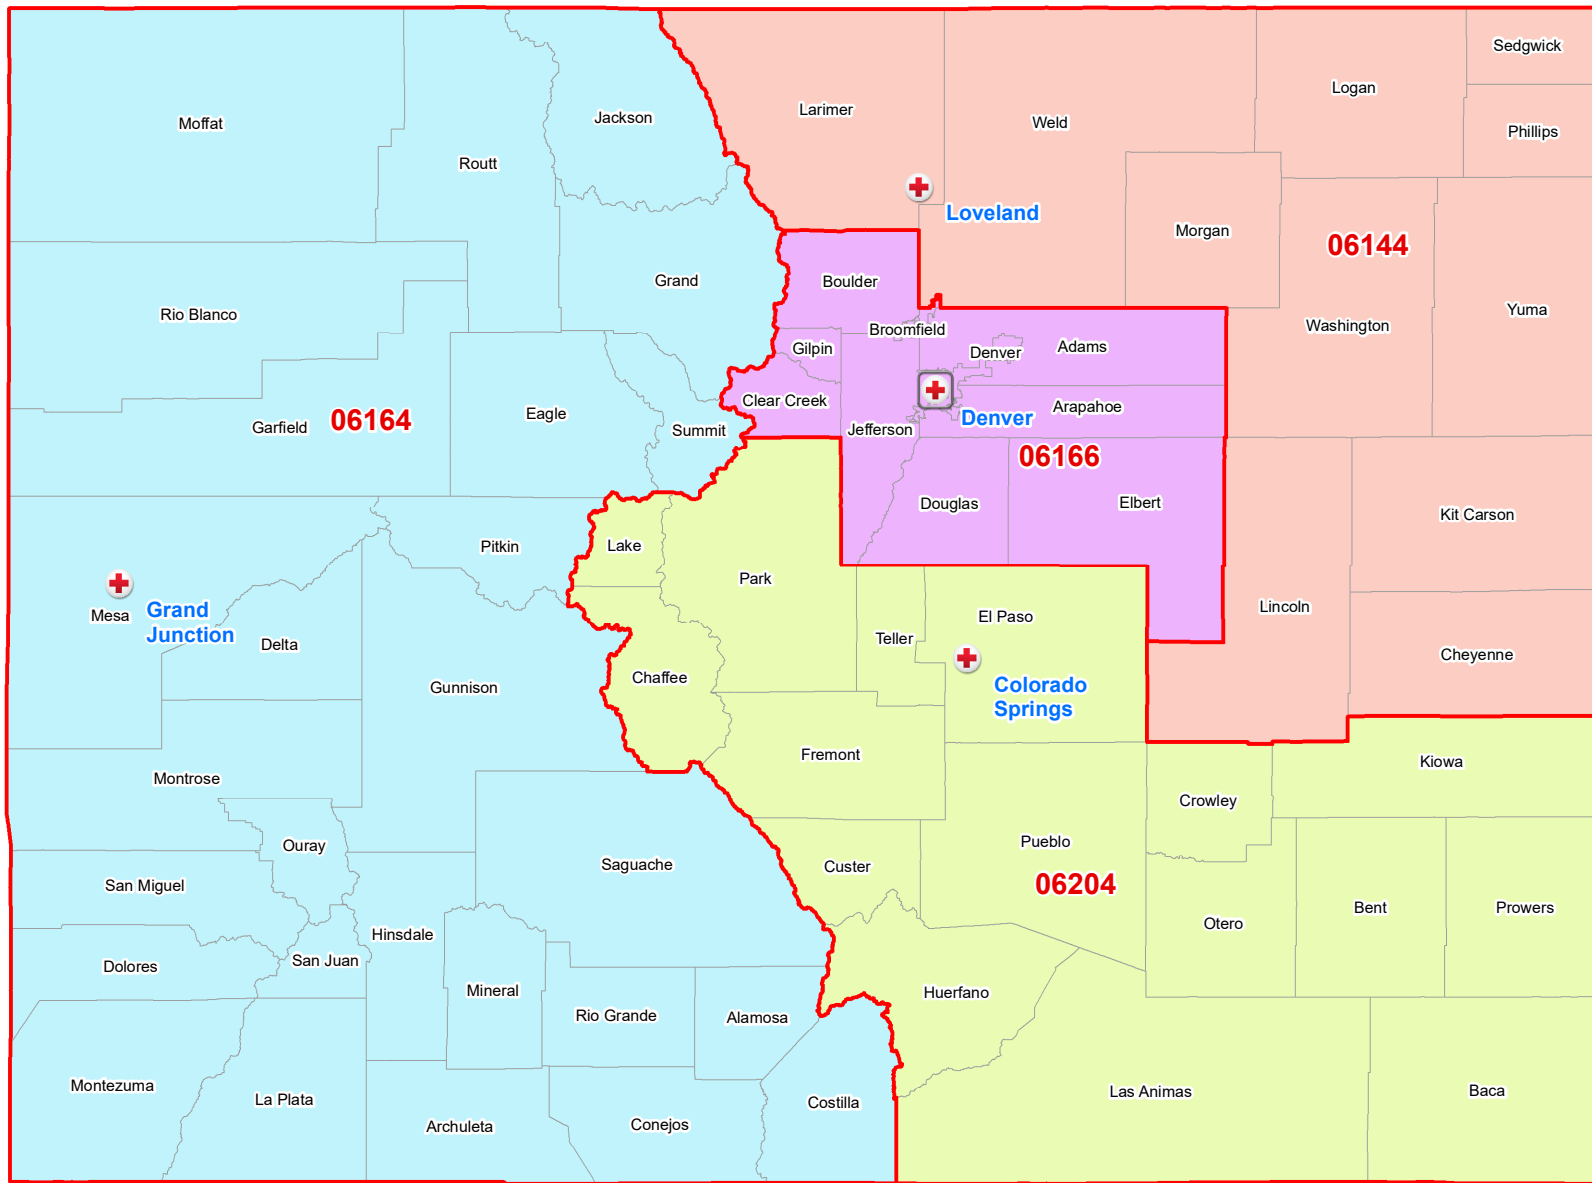 Sedgwick
Logan
Larimer
Jackson
Weld
Moffat
Phillips
Routt
Loveland
Morgan
06144
Grand
Boulder
Yuma
Rio Blanco
Washington
Broomfield
Adams
Gilpin
Denver
Clear Creek
Arapahoe
Eagle
06164
Denver
Garfield
Summit
Jefferson
06166
Douglas
Elbert
Kit Carson
Lake
Pitkin
Park
Lincoln
Grand
Junction
Mesa
El Paso
Teller
Delta
Cheyenne
Chaffee
Gunnison
Colorado
Springs
Fremont
Kiowa
Montrose
Crowley
Ouray
Pueblo
Saguache
Custer
San Miguel
06204
Bent
Prowers
Otero
Hinsdale
San Juan
Dolores
Mineral
Huerfano
Rio Grande
Alamosa
Montezuma
Las Animas
Baca
La Plata
Costilla
Archuleta
Conejos